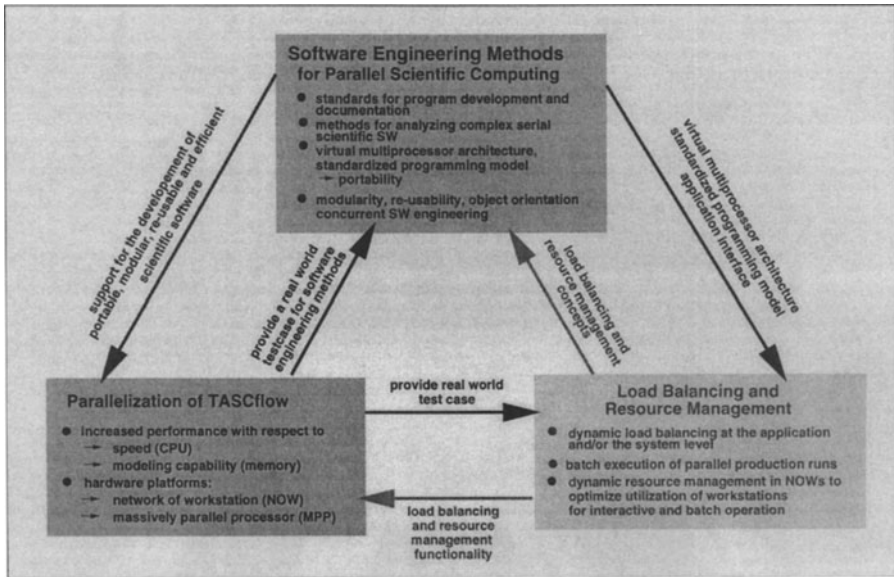 Software Engineering Methods
for Parallel Scientific Computing
standards for program development and
documentation
methods for analyzing complex serial
scientific SW
virtual multiprocessor architecture,
standardized programming model
→ portability
modularity, re-usability, object orientation
concurrent SW engineering
support for the development of
portable, modular, re-usable and efficient
scientific software
provide a real world
testcase for software
engineering methods
load balancing and
resource management
concepts
virtual multiprocessor architecture
standardized programming model
application interface
Parallelization of TASCflow
increased performance with respect to
→ speed (CPU)
→ modeling capability (memory)
hardware platforms:
→ network of workstation (NOW)
→ massively parallel processor (MPP)
provide real world
test case
load balancing
and resource
management
functionality
Load Balancing and
Resource Management
dynamic load balancing at the application
and/or the system level
batch execution of parallel production runs
dynamic resource management in NOWs to
optimize utilization of workstations
for interactive and batch operation